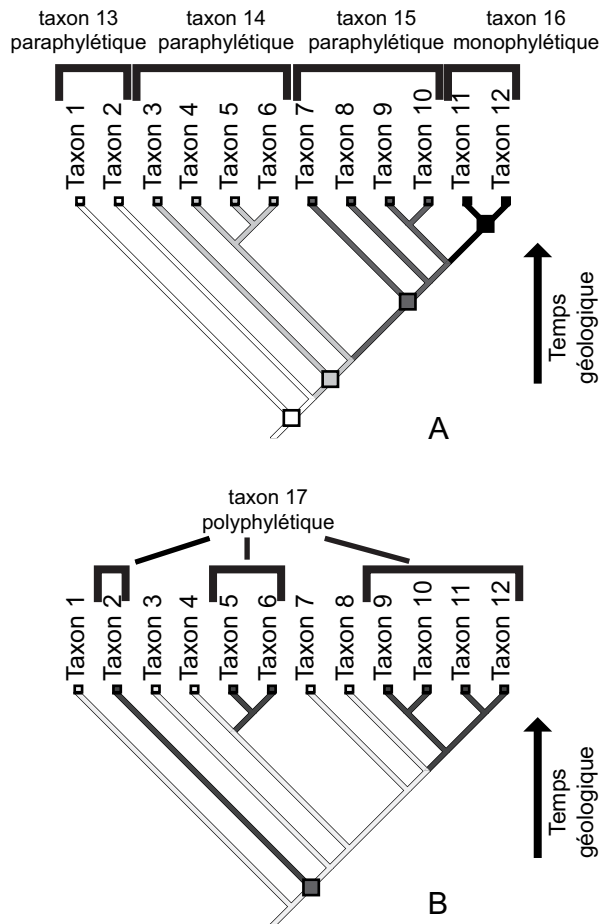 taxon 13
paraphylétique
taxon 14
paraphylétique
taxon 15
paraphylétique
taxon 16
monophylétique
Taxon 1
Taxon 2
Taxon 3
Taxon 4
Taxon 5
Taxon 6
Taxon 7
Taxon 8
Taxon 9
Taxon 10
Taxon 11
Taxon 12
Temps
géologique
A
taxon 17
polyphylétique
Taxon 1
Taxon 2
Taxon 3
Taxon 4
Taxon 5
Taxon 6
Taxon 7
Taxon 8
Taxon 9
Taxon 10
Taxon 11
Taxon 12
Temps
géologique
B